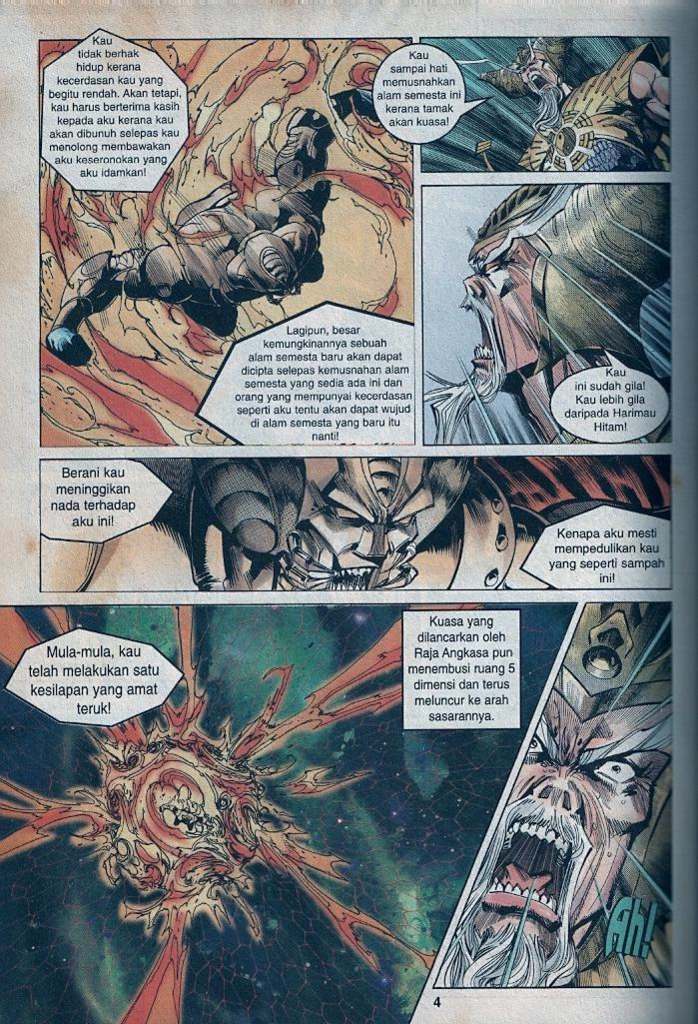 Kau
tidak berhak
hidup kerana
kecerdasan kau yang
begitu rendah. Akan tetapi,
kau harus berterima kasih
kepada aku kerana kau
akan dibunuh selepas kau
menolong membawakan
aku keseronokan yang
aku idamkan!
Kau
sampai hati
memusnahkan
alam semesta ini
kerana tamak
akan kuasa!
Lagipun, besar
kemungkinannya sebuah
alam semesta baru akan dapat
dicipta selepas kemusnahan alam
semesta yang sedia ada ini dan
orang yang mempunyai kecerdasan
seperti aku tentu akan dapat wujud
di alam semesta yang baru itu
nanti!
Kau
ini sudah gila!
Kau lebih gila
daripada Harimau
Hitam!
Berani kau
meninggikan
nada terhadap
aku ini!
Kenapa aku mesti
mempedulikan kau
yang seperti sampah
ini!
Mula-mula, kau
telah melakukan satu
kesilapan yang amat
teruk!
Kuasa yang
dilancarkan oleh
Raja Angkasa pun
menembusi ruang 5
dimensi dan terus
meluncur ke arah
sasarannya.
Ah!
4